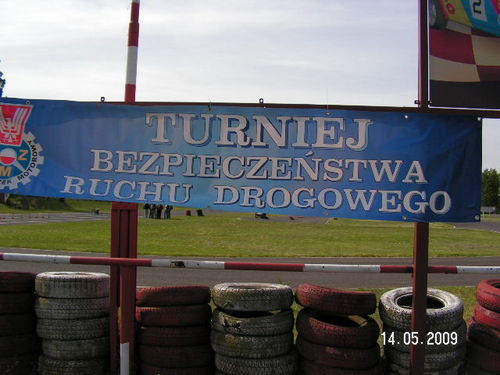 TURNIEJ
BEZPIECZEŃSTWA
RUCHU DROGOWEGO
14.05.2009